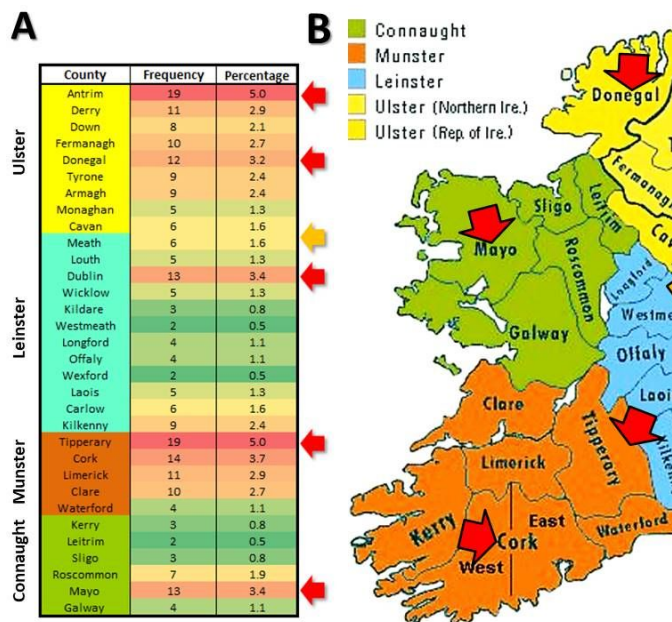 A
County Frequency Percentage
Antrim 19 5.0
Derry 11 2.9
Down 8 2.1
Fermanagh 10 2.7
Donegal 12 3.2
Tyrone 9 2.4
Armagh 9 2.4
Monaghan 5 1.3
Cavan 6 1.6
Meath 6 1.6
Louth 5 1.3
Dublin 13 3.4
Wicklow 5 1.3
Kildare 3 0.8
Westmeath 2 0.5
Longford 4 1.1
Offaly 4 1.1
Wexford 2 0.5
Laois 5 1.3
Carlow 6 1.6
Kilkenny 9 2.4
Tipperary 19 5.0
Cork 14 3.7
Limerick 11 2.9
Clare 10 2.7
Waterford 4 1.1
Kerry 3 0.8
Leitrim 2 0.5
Sligo 3 0.8
Roscommon 7 1.9
Mayo 13 3.4
Galway 4 1.1
Ulster
Leinster
Munster
Connaught
B
Connaught
Munster
Leinster
Ulster (Northern Ire.)
Ulster (Rep. of Ire.)
Donegal
Fermanag
Ca
Sligo
Leitrim
Mayo
Roscommon
Galway
Longford
Westme
Offaly
Laoi
Clare
Tipperary
Limerick
Kerry
East
Cork
West
Waterford